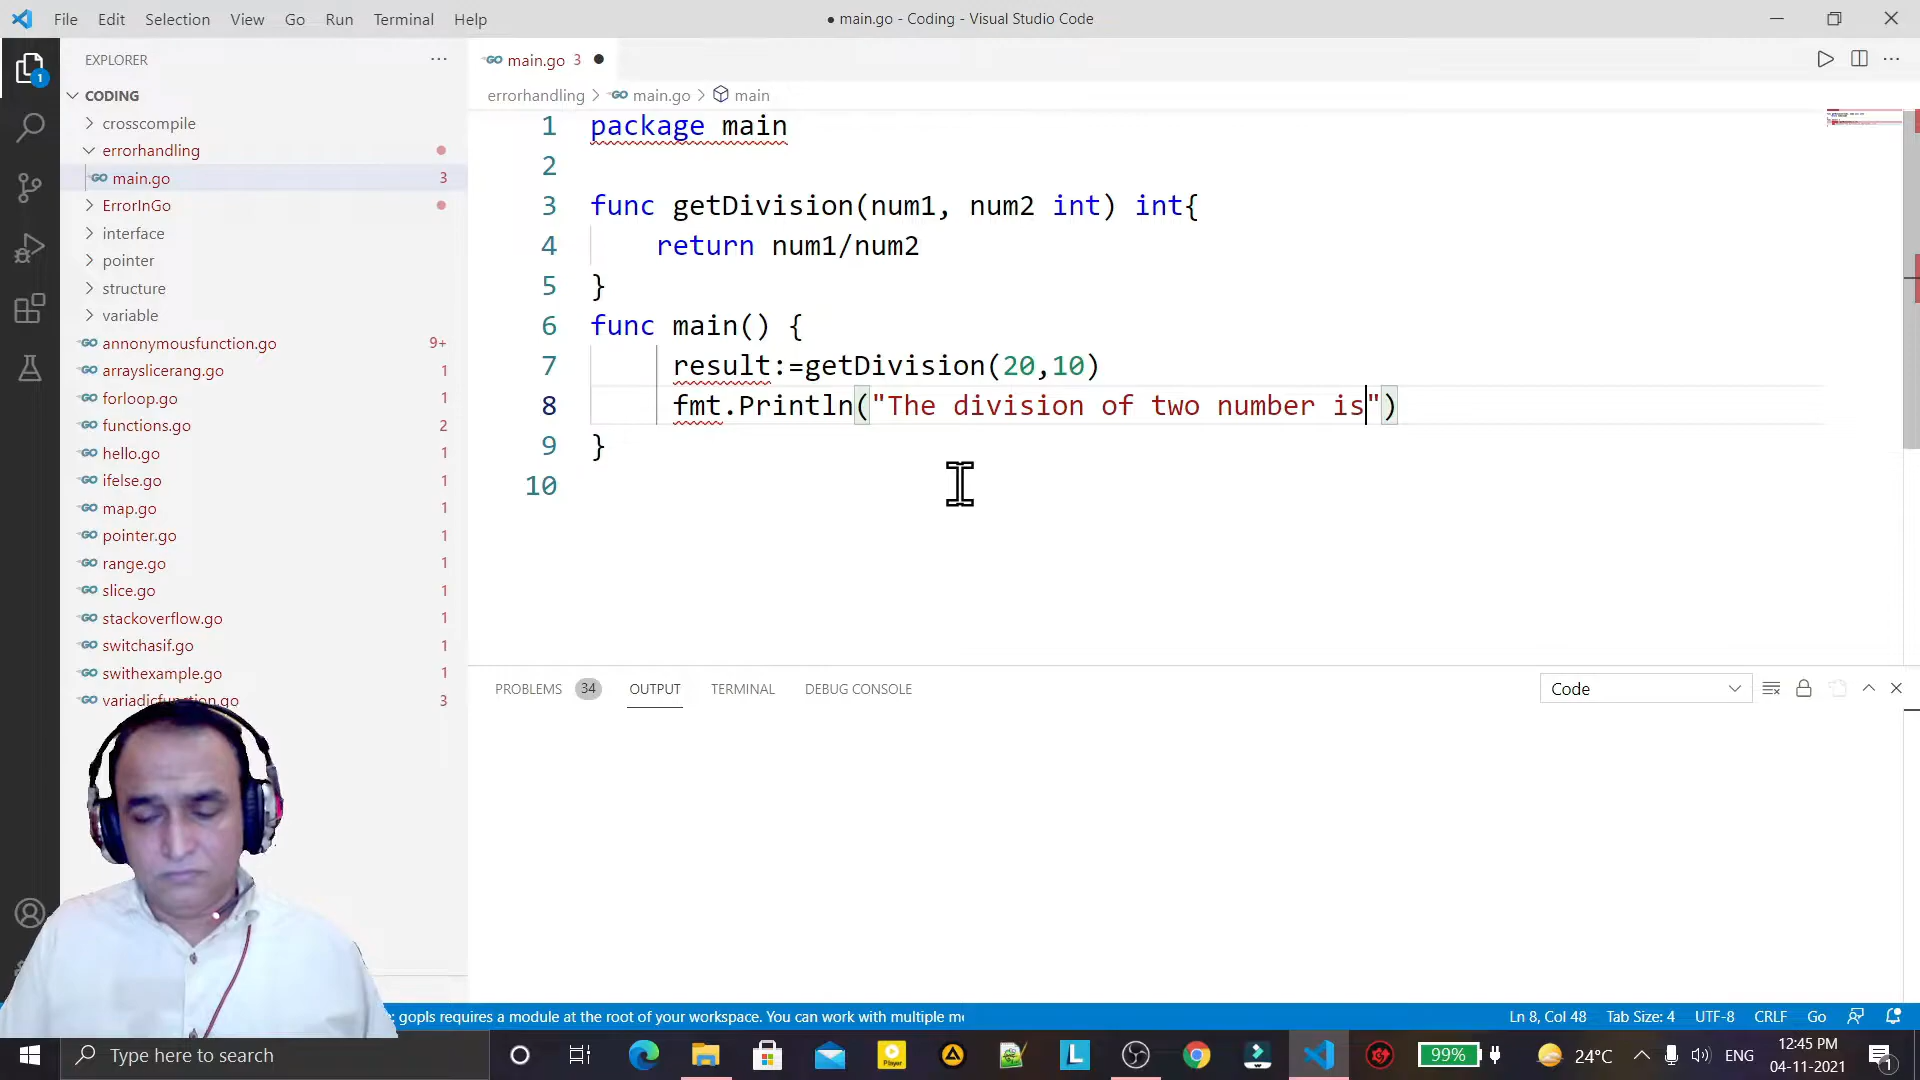 File Edit Selection View Go Run Terminal Help
● main.go - Coding - Visual Studio Code
EXPLORER
CODING
crosscompile
errorhandling
main.go 3
ErrorInGo
interface
pointer
structure
variable
annonymousfunction.go 9+
arrayslicerang.go 1
forloop.go 1
functions.go 2
hello.go 1
ifelse.go 1
map.go 1
pointer.go 1
range.go 1
slice.go 1
stackoverflow.go 1
switchasif.go 1
swithexample.go 1
variadicfunction.go 3
1
main.go 3
errorhandling > main.go > main
1 package main
2
3 func getDivision(num1, num2 int) int{
4 return num1/num2
5 }
6 func main() {
7 result:=getDivision(20,10)
8 fmt.Println("The division of two number is")
9 }
10
PROBLEMS 34 OUTPUT TERMINAL DEBUG CONSOLE
Code
gopls requires a module at the root of your workspace. You can work with multiple
Ln 8, Col 48 Tab Size: 4 UTF-8 CRLF Go
Type here to search
Player
L
99%
24°C
ENG
12:45 PM
04-11-2021
1